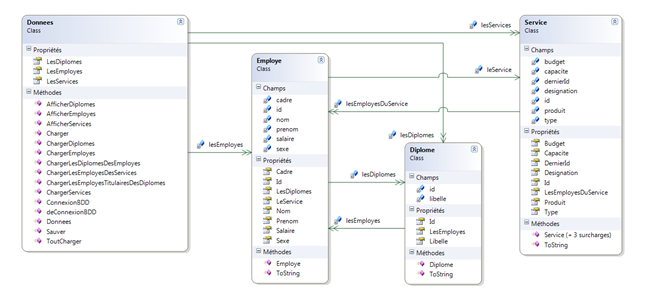 Donnees
Class
Propriétés
LesDiplomes
LesEmployes
LesServices
Méthodes
AfficherDiplomes
AfficherEmployes
AfficherServices
Charger
ChargerDiplomes
ChargerEmployes
ChargerLesDiplomesDesEmployes
ChargerLesEmployesDesServices
ChargerLesEmployesTitulairesDesDiplomes
ChargerServices
ConnexionBDD
deConnexionBDD
Donnees
Sauver
ToutCharger
lesEmployes
Employe
Class
Champs
cadre
id
nom
prenom
salaire
sexe
Propriétés
Cadre
Id
LesDiplomes
LeService
Nom
Prenom
Salaire
Sexe
Méthodes
Employe
ToString
lesServices
leService
lesEmployesDuService
lesDiplomes
lesDiplomes
lesEmployes
Diplome
Class
Champs
id
libelle
Propriétés
Id
LesEmployes
Libelle
Méthodes
Diplome
ToString
Service
Class
Champs
budget
capacite
dernierId
designation
id
produit
type
Propriétés
Budget
Capacite
DernierId
Designation
Id
LesEmployesDuService
Produit
Type
Méthodes
Service (+ 3 surcharges)
ToString